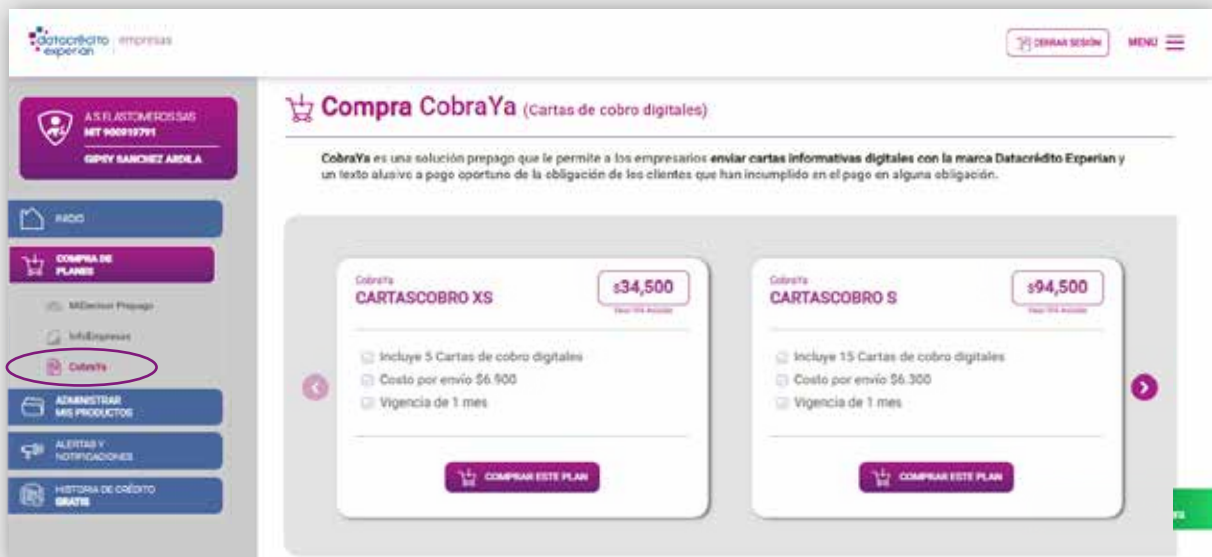 datacrédito empresas
experian
CERRAR SESIÓN
MENÚ
A.S ELASTOMEROS SAS
NIT 900919791
GIPSY SANCHEZ ARDILA
INICIO
COMPRA DE
PLANES
MiDecisor Prepago
InfoEmpresas
CobraYa
ADMINISTRAR
MIS PRODUCTOS
ALERTAS Y
NOTIFICACIONES
HISTORIA DE CRÉDITO
GRATIS
Compra CobraYa (Cartas de cobro digitales)
CobraYa es una solución prepago que le permite a los empresarios enviar cartas informativas digitales con la marca Datacrédito Experian y
un texto alusivo a pago oportuno de la obligación de los clientes que han incumplido en el pago en alguna obligación.
CobraYa
CARTASCOBRO XS
$34,500
Incluye 5 Cartas de cobro digitales
Costo por envío $6.900
Vigencia de 1 mes
COMPRAR ESTE PLAN
CobraYa
CARTASCOBRO S
$94,500
Incluye 15 Cartas de cobro digitales
Costo por envío $6.300
Vigencia de 1 mes
COMPRAR ESTE PLAN